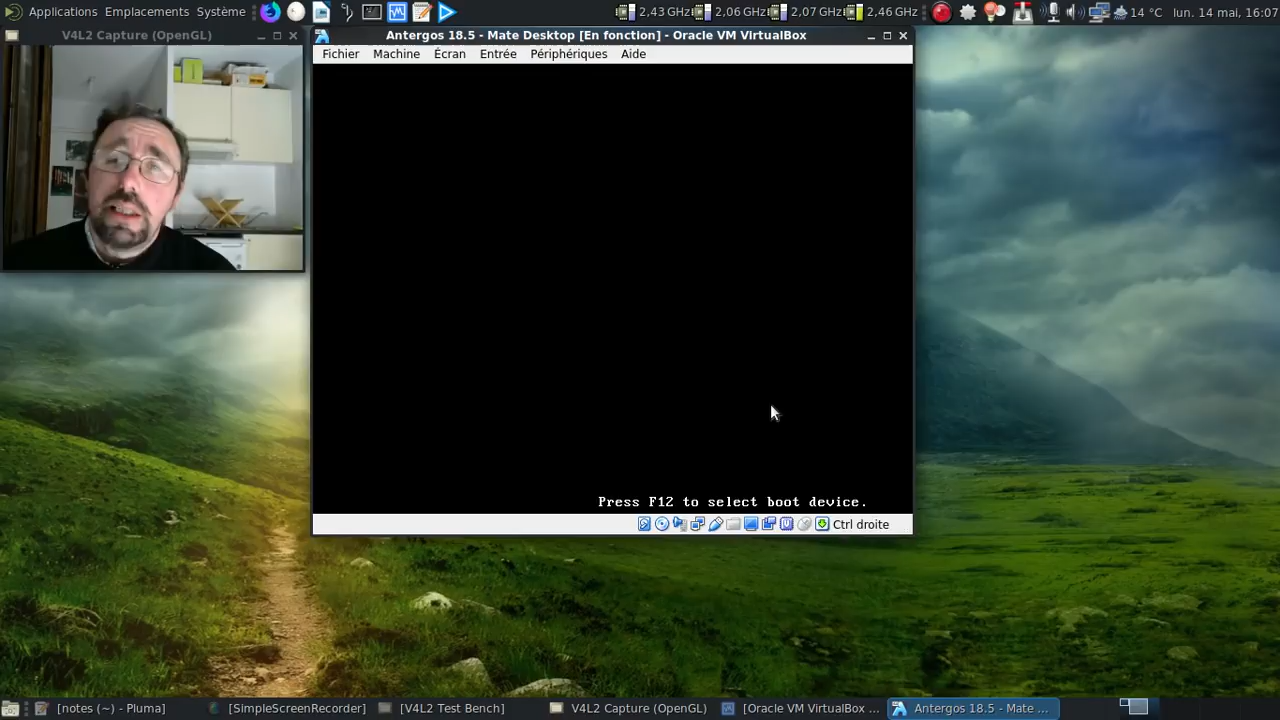 Applications Emplacements Système 2,43 GHz 2,06 GHz 2,07 GHz 2,46 GHz 14 °C lun. 14 mai, 16:07
V4L2 Capture (OpenGL)
Antergos 18.5 - Mate Desktop [En fonction] - Oracle VM VirtualBox
Fichier Machine Écran Entrée Périphériques Aide
Press F12 to select boot device.
Ctrl droite
[notes (~) - Pluma] [SimpleScreenRecorder] [V4L2 Test Bench] V4L2 Capture (OpenGL) [Oracle VM VirtualBox ... Antergos 18.5 - Mate ...